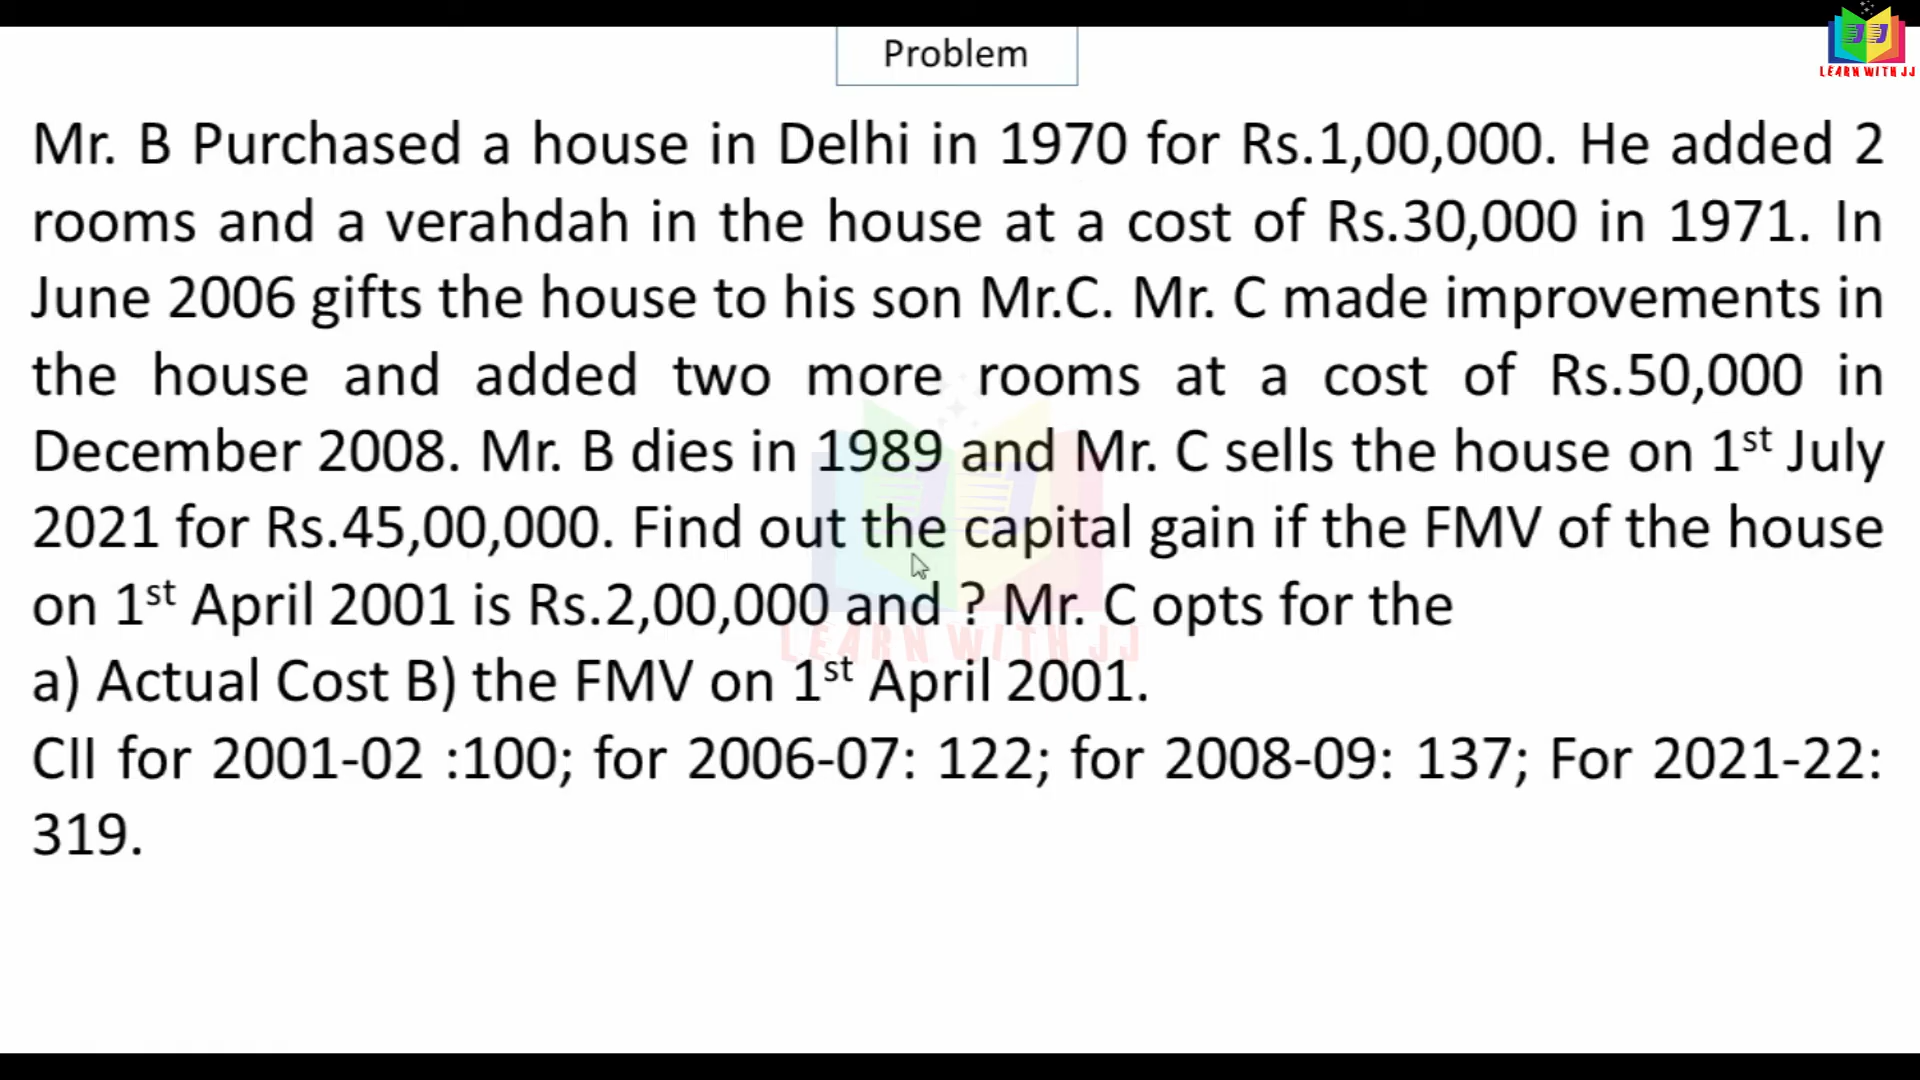 Problem
LEARN WITH JJ
Mr. B Purchased a house in Delhi in 1970 for Rs.1,00,000. He added 2
rooms and a verahdah in the house at a cost of Rs.30,000 in 1971. In
June 2006 gifts the house to his son Mr.C. Mr. C made improvements in
the house and added two more rooms at a cost of Rs.50,000 in
December 2008. Mr. B dies in 1989 and Mr. C sells the house on 1st July
2021 for Rs.45,00,000. Find out the capital gain if the FMV of the house
on 1st April 2001 is Rs.2,00,000 and ? Mr. C opts for the
LEARN WITH JJ
a) Actual Cost B) the FMV on 1st April 2001.
CII for 2001-02 :100; for 2006-07: 122; for 2008-09: 137; For 2021-22:
319.